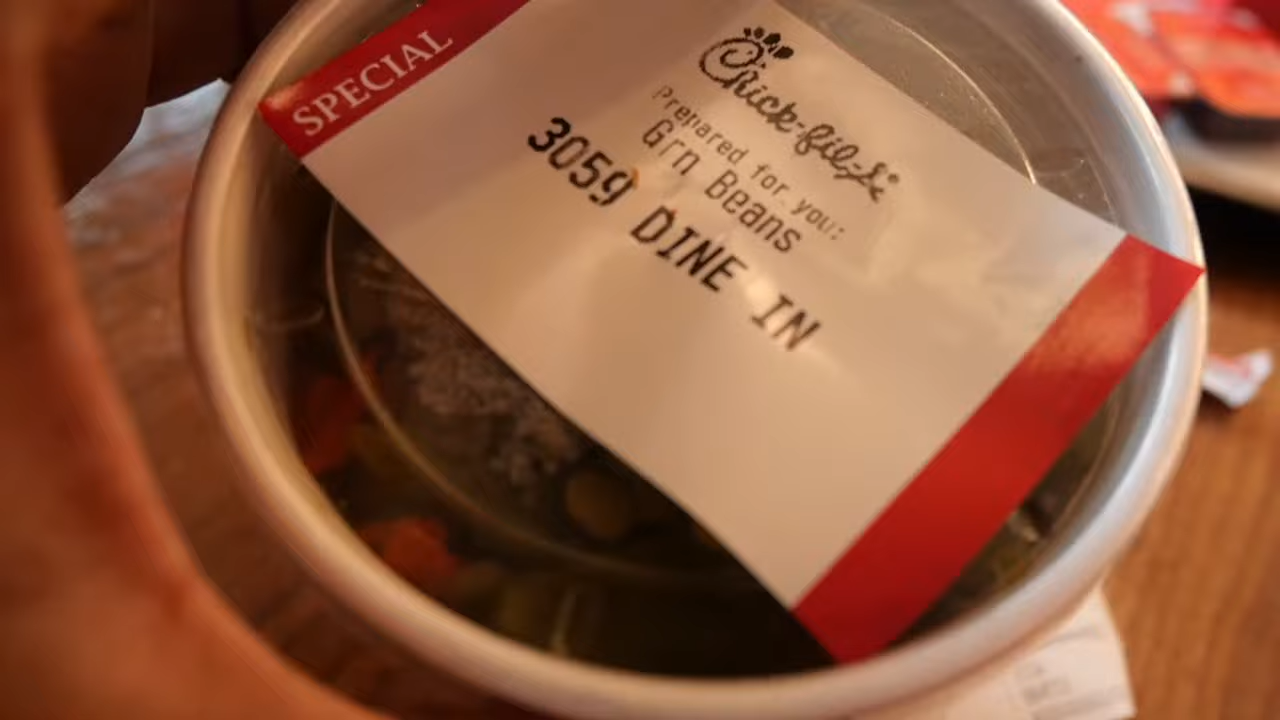 SPECIAL
Chick-fil-A
Prepared for you:
Grn Beans
3059 DINE IN